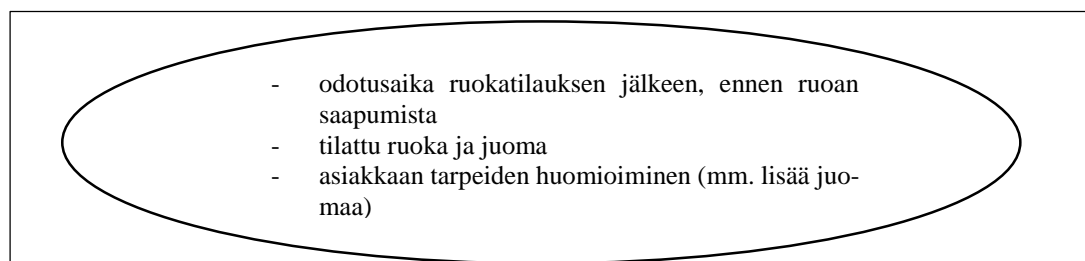 - odotusaika ruokatilauksen jälkeen, ennen ruoan
saapumista
- tilattu ruoka ja juoma
- asiakkaan tarpeiden huomioiminen (mm. lisää juo-
maa)